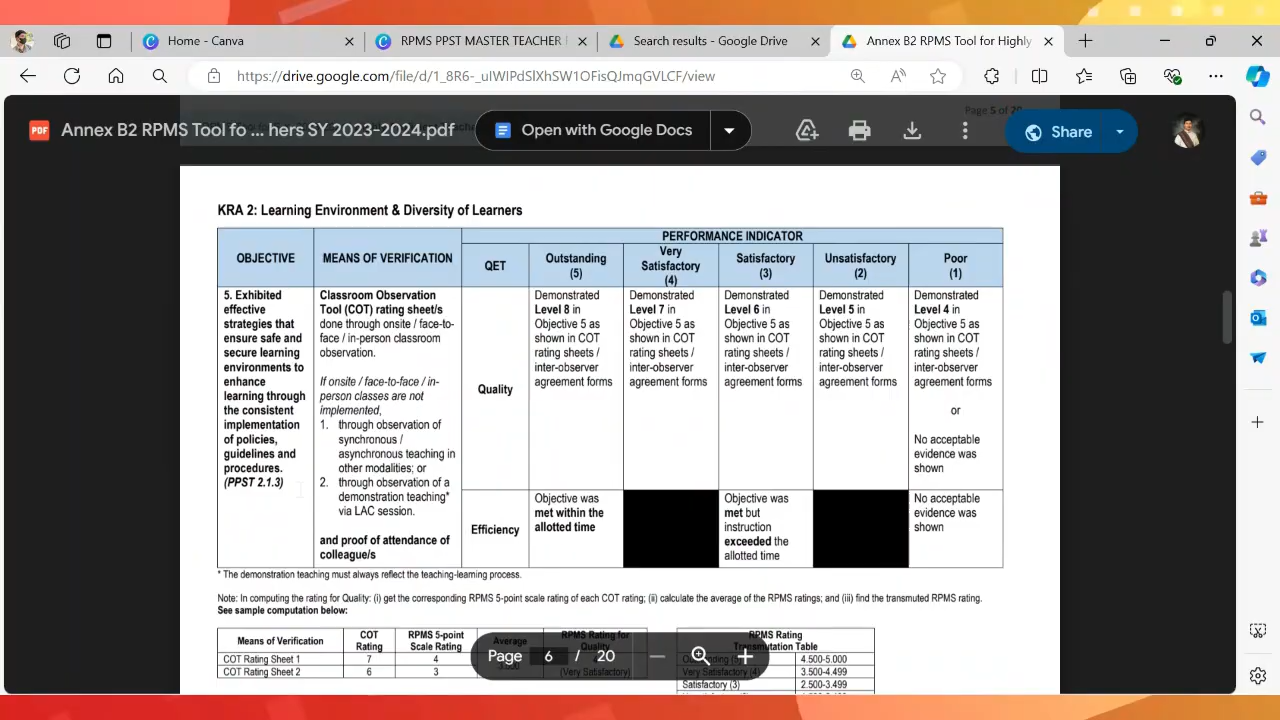 Home - Canva
RPMS PPST MASTER TEACHER
Search results - Google Drive
Annex B2 RPMS Tool for Highly
https://drive.google.com/file/d/1_8R6-_uIWIPdSlXhSW1OFisQJmqGVLCF/view
Page 5 of 20
PDF
Annex B2 RPMS Tool fo ... hers SY 2023-2024.pdf
Open with Google Docs
Share
KRA 2: Learning Environment & Diversity of Learners
OBJECTIVE
MEANS OF VERIFICATION
PERFORMANCE INDICATOR
QET
Outstanding
(5)
Very
Satisfactory
(4)
Satisfactory
(3)
Unsatisfactory
(2)
Poor
(1)
5. Exhibited
effective
strategies that
ensure safe and
secure learning
environments to
enhance
learning through
the consistent
implementation
of policies,
guidelines and
procedures.
(PPST 2.1.3)
Classroom Observation
Tool (COT) rating sheet/s
done through onsite / face-to-
face / in-person classroom
observation.
If onsite / face-to-face / in-
person classes are not
implemented,
1. through observation of
synchronous /
asynchronous teaching in
other modalities; or
2. through observation of a
demonstration teaching*
via LAC session.
and proof of attendance of
colleague/s
Quality
Demonstrated
Level 8 in
Objective 5 as
shown in COT
rating sheets /
inter-observer
agreement forms
Demonstrated
Level 7 in
Objective 5 as
shown in COT
rating sheets /
inter-observer
agreement forms
Demonstrated
Level 6 in
Objective 5 as
shown in COT
rating sheets /
inter-observer
agreement forms
Demonstrated
Level 5 in
Objective 5 as
shown in COT
rating sheets /
inter-observer
agreement forms
Demonstrated
Level 4 in
Objective 5 as
shown in COT
rating sheets /
inter-observer
agreement forms
or
No acceptable
evidence was
shown
Efficiency
Objective was
met within the
allotted time
Objective was
met but
instruction
exceeded the
allotted time
No acceptable
evidence was
shown
* The demonstration teaching must always reflect the teaching-learning process.
Note: In computing the rating for Quality: (i) get the corresponding RPMS 5-point scale rating of each COT rating; (ii) calculate the average of the RPMS ratings; and (iii) find the transmuted RPMS rating.
See sample computation below:
Means of Verification
COT
Rating
RPMS 5-point
Scale Rating
Average
RPMS Rating for
Quality
COT Rating Sheet 1
7
4
COT Rating Sheet 2
6
3
(Very Satisfactory)
RPMS Rating
Transmutation Table
Outstanding (5)
4.500-5.000
Very Satisfactory (4)
3.500-4.499
Satisfactory (3)
2.500-3.499
Page 6 / 20